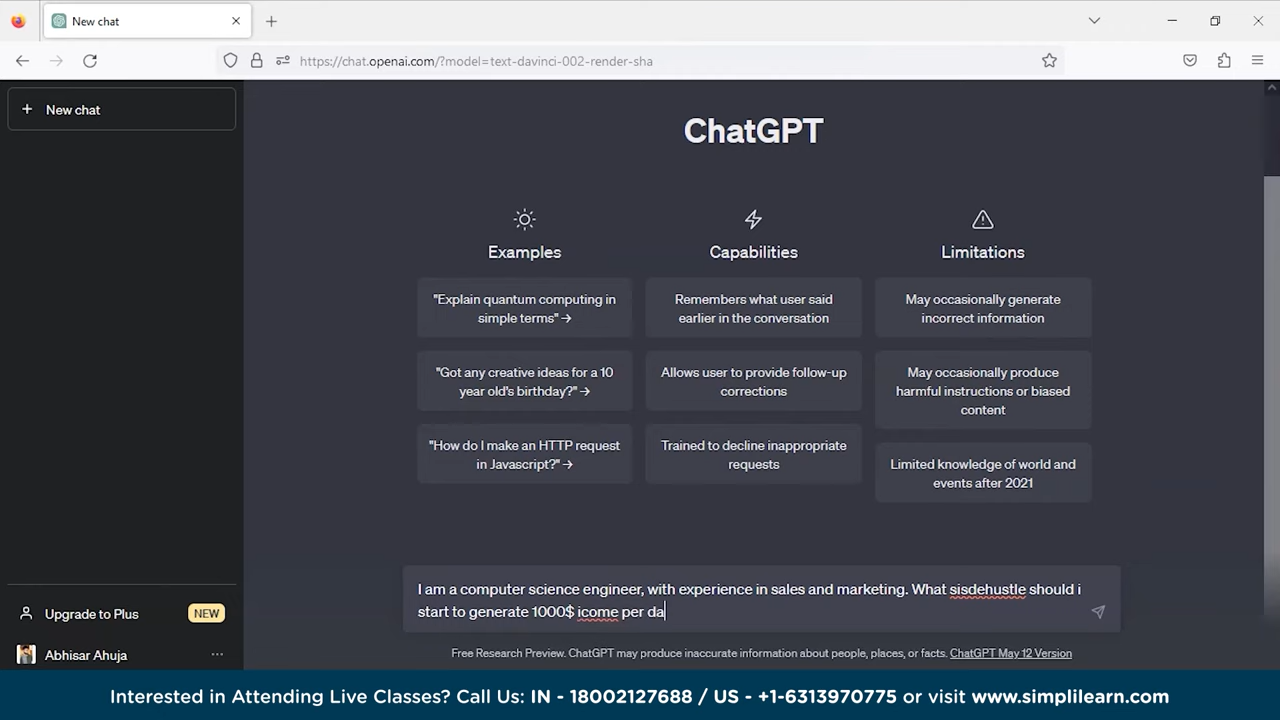 New chat
https://chat.openai.com/?model=text-davinci-002-render-sha
New chat
ChatGPT
Examples
Capabilities
Limitations
"Explain quantum computing in
simple terms" →
Remembers what user said
earlier in the conversation
May occasionally generate
incorrect information
"Got any creative ideas for a 10
year old's birthday?" →
Allows user to provide follow-up
corrections
May occasionally produce
harmful instructions or biased
content
"How do I make an HTTP request
in Javascript?" →
Trained to decline inappropriate
requests
Limited knowledge of world and
events after 2021
I am a computer science engineer, with experience in sales and marketing. What sisdehustle should i
start to generate 1000$ icome per da
Upgrade to Plus NEW
Abhisar Ahuja
Free Research Preview. ChatGPT may produce inaccurate information about people, places, or facts. ChatGPT May 12 Version
Interested in Attending Live Classes? Call Us: IN - 18002127688 / US - +1-6313970775 or visit www.simplilearn.com